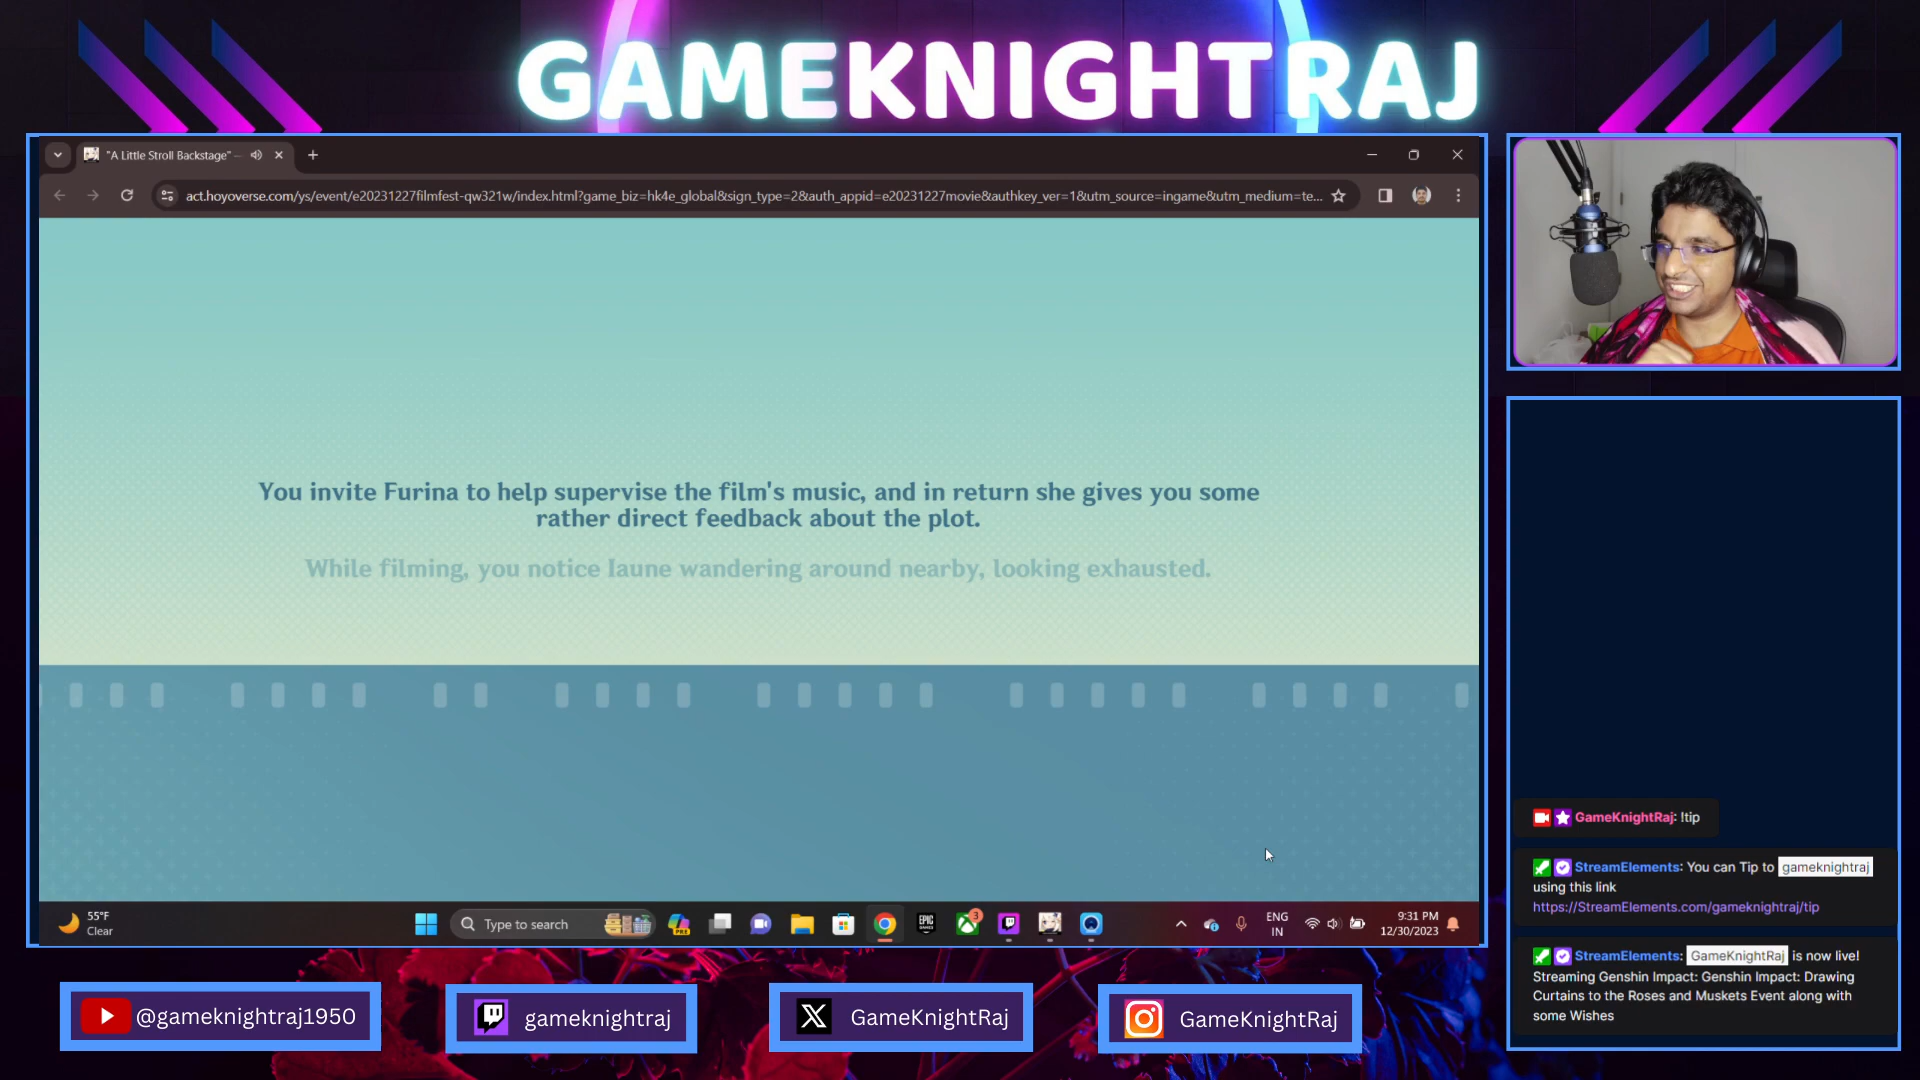 GAMEKNIGHTRAJ
"A Little Stroll Backstage" –
act.hoyoverse.com/ys/event/e20231227filmfest-qw321w/index.html?game_biz=hk4e_global&sign_type=2&auth_appid=e20231227movie&authkey_ver=1&utm_source=ingame&utm_medium=te...
You invite Furina to help supervise the film's music, and in return she gives you some
rather direct feedback about the plot.
While filming, you notice Iaune wandering around nearby, looking exhausted.
GameKnightRaj: !tip
StreamElements: You can Tip to gameknightraj
using this link
https://StreamElements.com/gameknightraj/tip
StreamElements: GameKnightRaj is now live!
Streaming Genshin Impact: Genshin Impact: Drawing
Curtains to the Roses and Muskets Event along with
some Wishes
55°F
Clear
Type to search
PRE
EPIC
GAMES
3
ENG
IN
9:31 PM
12/30/2023
@gameknightraj1950
gameknightraj
GameKnightRaj
GameKnightRaj